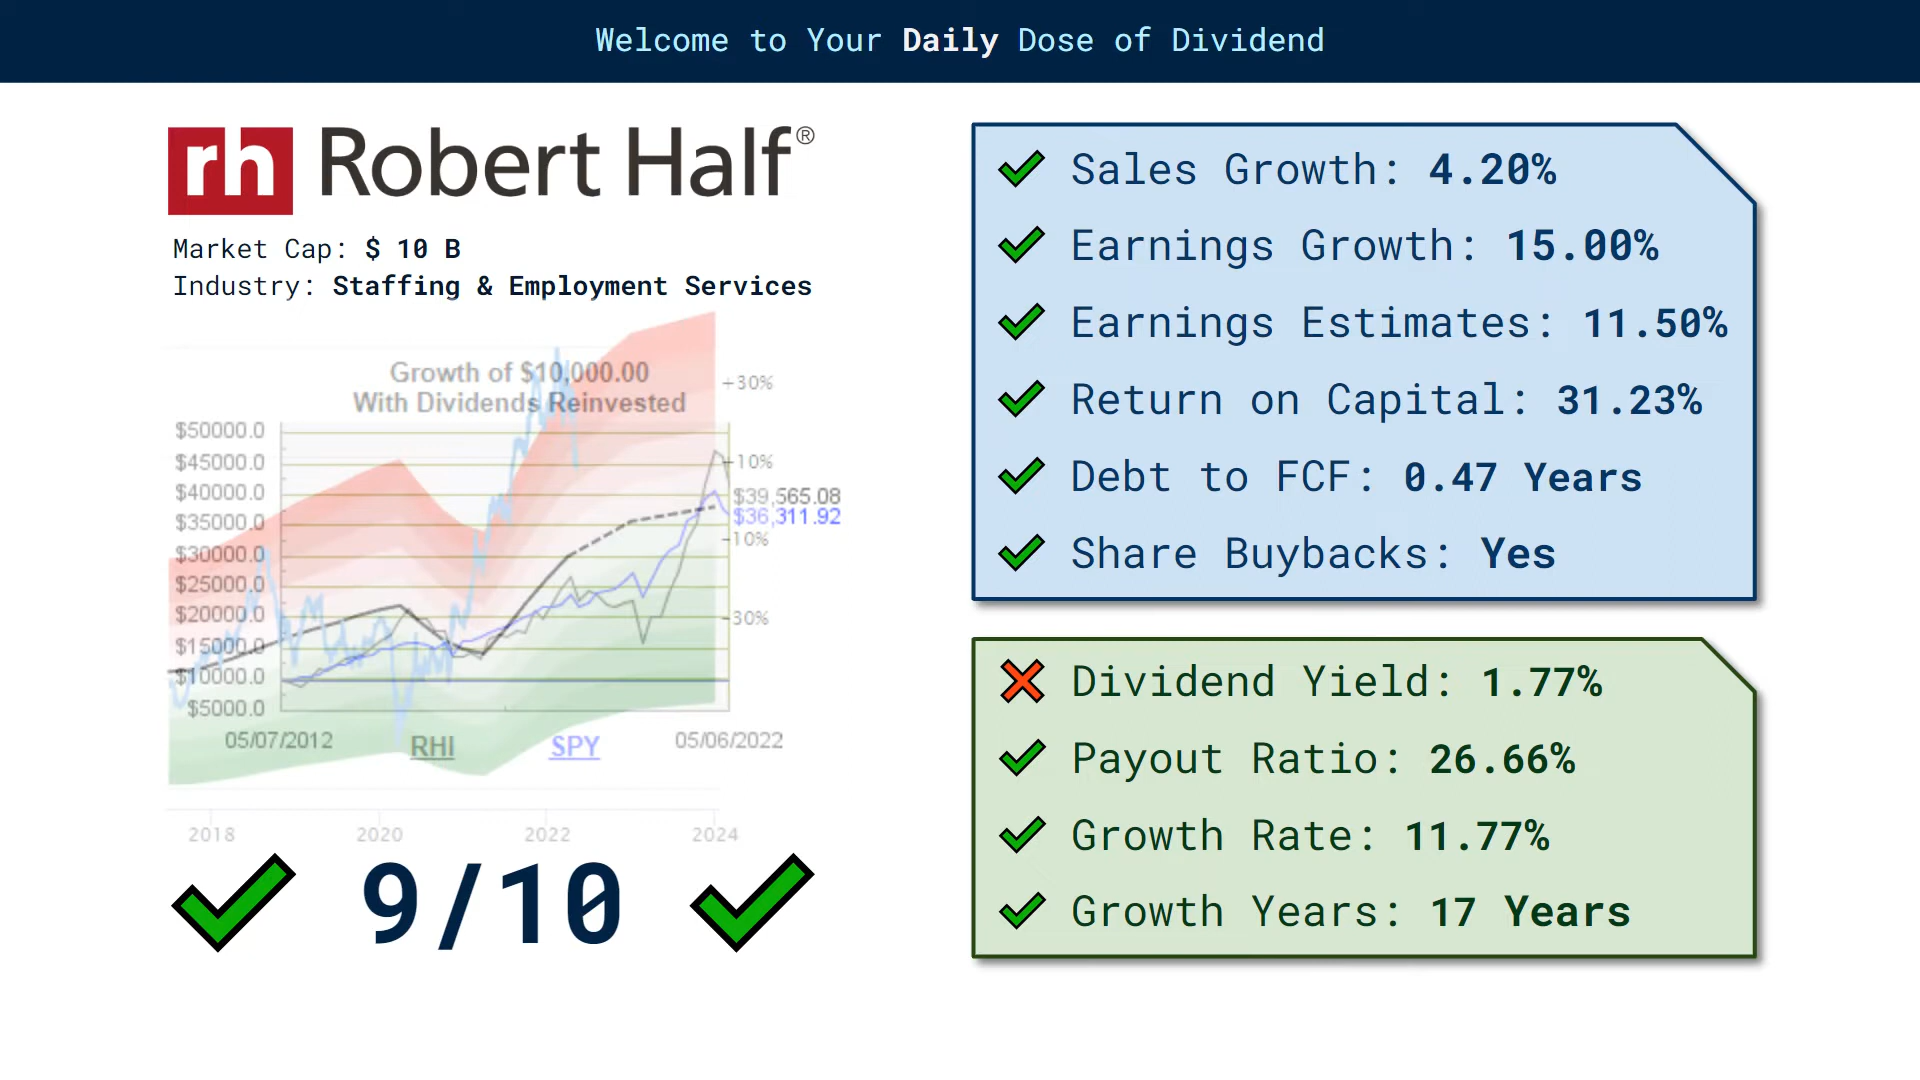 Welcome to Your Daily Dose of Dividend
rh Robert Half®
Market Cap: $ 10 B
Industry: Staffing & Employment Services
Growth of $10,000.00
With Dividends Reinvested
+30%
+10%
-10%
-30%
$50000.0
$45000.0
$40000.0
$35000.0
$30000.0
$25000.0
$20000.0
$15000.0
$10000.0
$5000.0
$39,565.08
$36,311.92
05/07/2012
RHI
SPY
05/06/2022
2018
2020
2022
2024
9/10
Sales Growth: 4.20%
Earnings Growth: 15.00%
Earnings Estimates: 11.50%
Return on Capital: 31.23%
Debt to FCF: 0.47 Years
Share Buybacks: Yes
Dividend Yield: 1.77%
Payout Ratio: 26.66%
Growth Rate: 11.77%
Growth Years: 17 Years